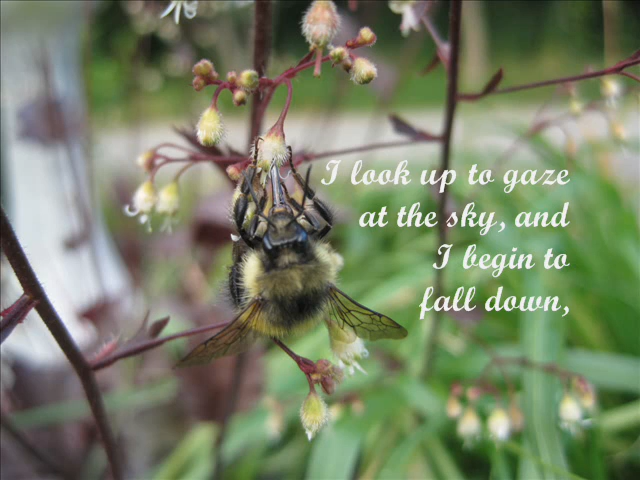 I look up to gaze
at the sky, and
I begin to
fall down,